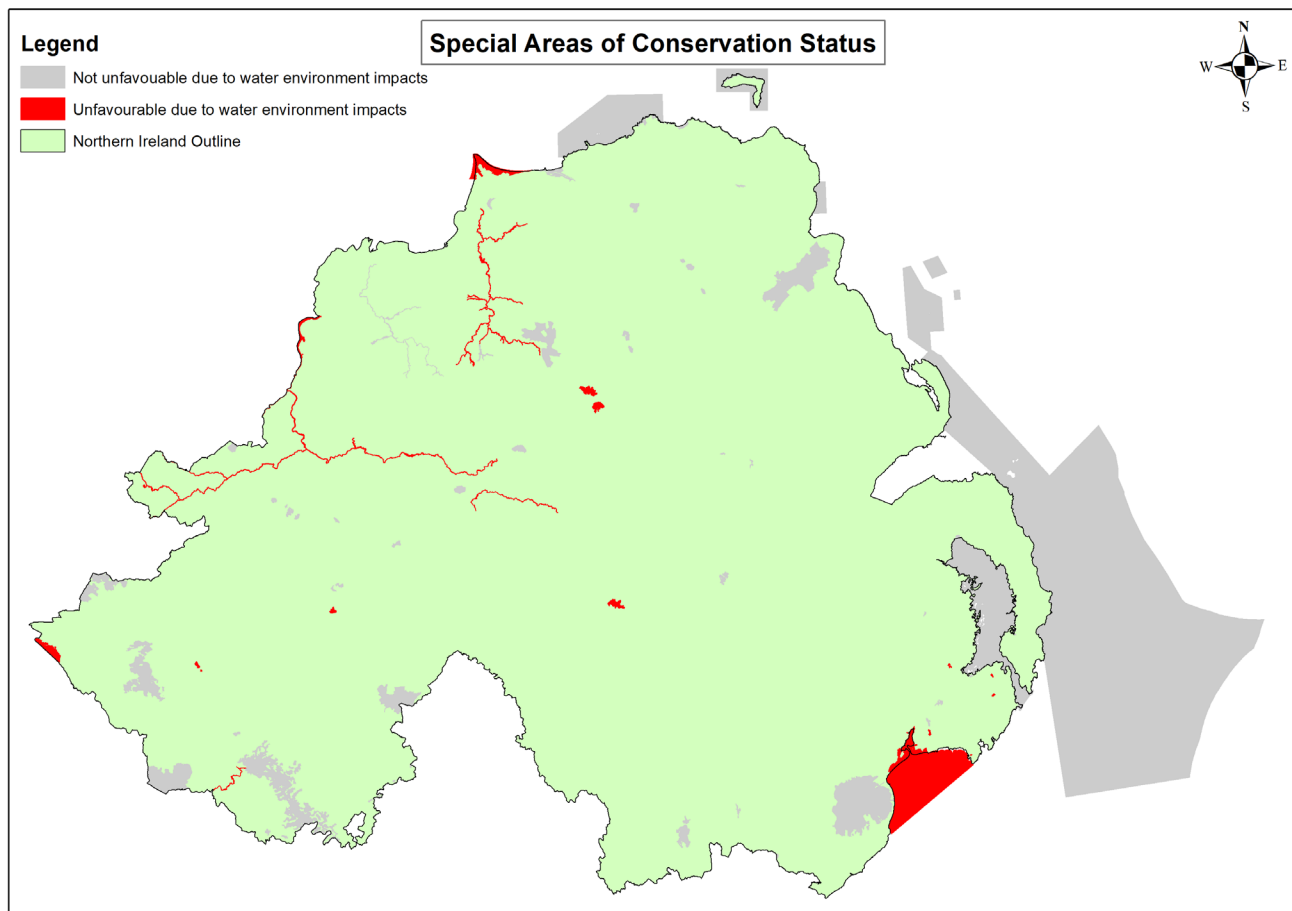 Special Areas of Conservation Status
Legend
Not unfavouable due to water environment impacts
Unfavourable due to water environment impacts
Northern Ireland Outline
N
W
E
S